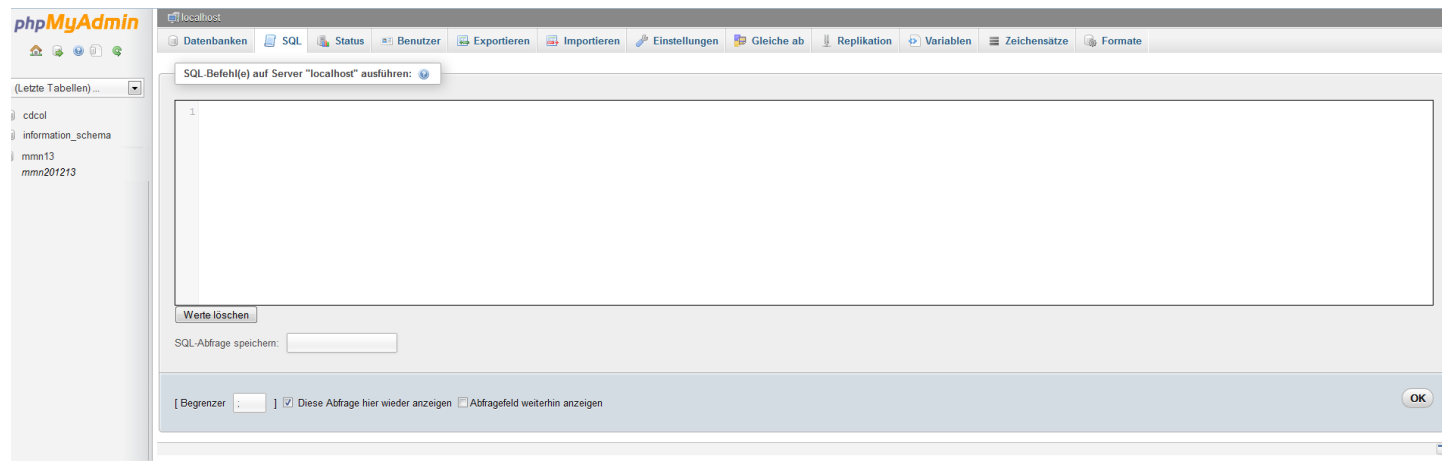 phpMyAdmin
(Letzte Tabellen) ...
cdcol
information_schema
mmn13
mmn201213
localhost
Datenbanken SQL Status Benutzer Exportieren Importieren Einstellungen Gleiche ab Replikation Variablen Zeichensätze Formate
SQL-Befehl(e) auf Server "localhost" ausführen:
1
Werte löschen
SQL-Abfrage speichern:
[ Begrenzer ; ] Diese Abfrage hier wieder anzeigen Abfragefeld weiterhin anzeigen
OK